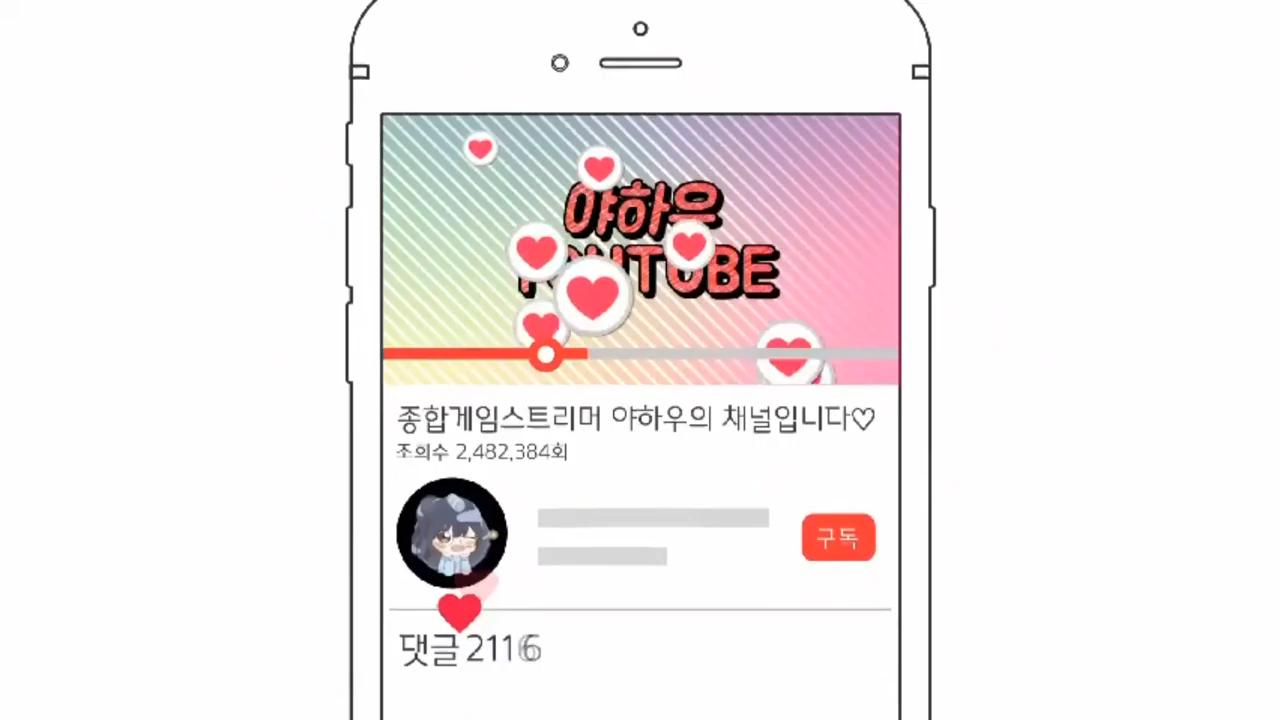 야하우
YOUTUBE
종합게임스트리머 야하우의 채널입니다♡
조회수 2,482,384회
구독
댓글 2116